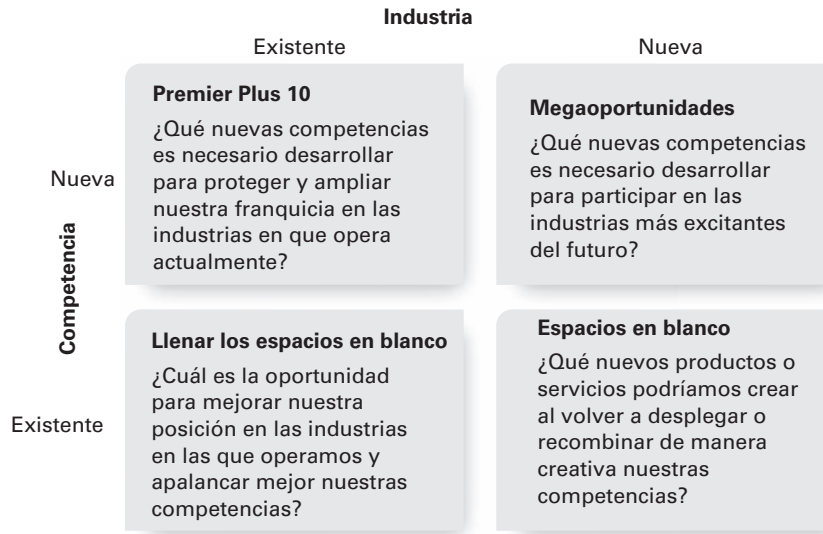 Industria
Existente
Nueva
Premier Plus 10
¿Qué nuevas competencias
es necesario desarrollar
para proteger y ampliar
nuestra franquicia en las
industrias en que opera
actualmente?
Megaoportunidades
¿Qué nuevas competencias
es necesario desarrollar
para participar en las
industrias más excitantes
del futuro?
Nueva
Competencia
Existente
Llenar los espacios en blanco
¿Cuál es la oportunidad
para mejorar nuestra
posición en las industrias
en las que operamos y
apalancar mejor nuestras
competencias?
Espacios en blanco
¿Qué nuevos productos o
servicios podríamos crear
al volver a desplegar o
recombinar de manera
creativa nuestras
competencias?